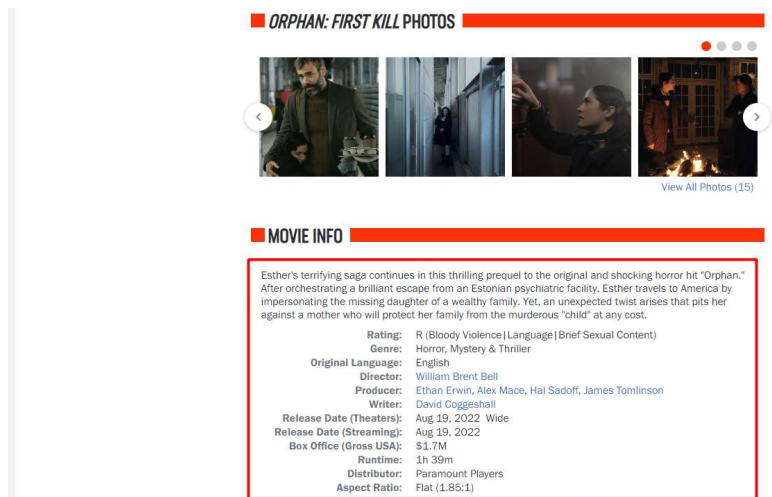 ORPHAN: FIRST KILL PHOTOS
View All Photos (15)
MOVIE INFO
Esther's terrifying saga continues in this thrilling prequel to the original and shocking horror hit "Orphan."
After orchestrating a brilliant escape from an Estonian psychiatric facility, Esther travels to America by
impersonating the missing daughter of a wealthy family. Yet, an unexpected twist arises that pits her
against a mother who will protect her family from the murderous "child" at any cost.
Rating: R (Bloody Violence|Language|Brief Sexual Content)
Genre: Horror, Mystery & Thriller
Original Language: English
Director: William Brent Bell
Producer: Ethan Erwin, Alex Mace, Hal Sadoff, James Tomlinson
Writer: David Coggeshall
Release Date (Theaters): Aug 19, 2022 Wide
Release Date (Streaming): Aug 19, 2022
Box Office (Gross USA): $1.7M
Runtime: 1h 39m
Distributor: Paramount Players
Aspect Ratio: Flat (1.85:1)